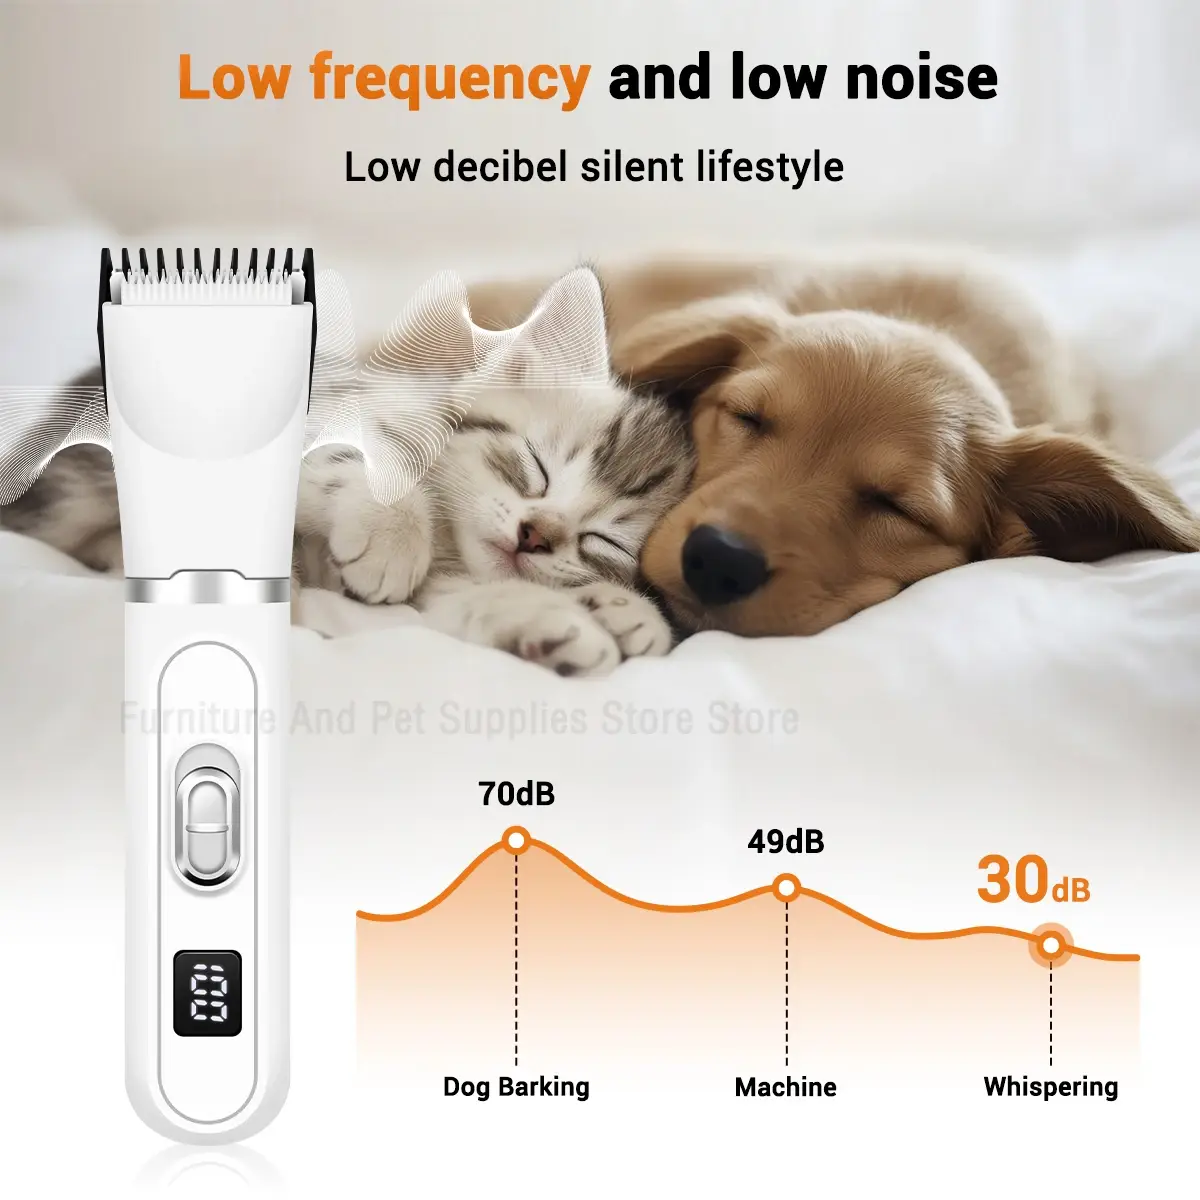 Low frequency and low noise
Low decibel silent lifestyle
Furniture And Pet Supplies Store Store
70dB
49dB
30dB
Dog Barking
Machine
Whispering
88